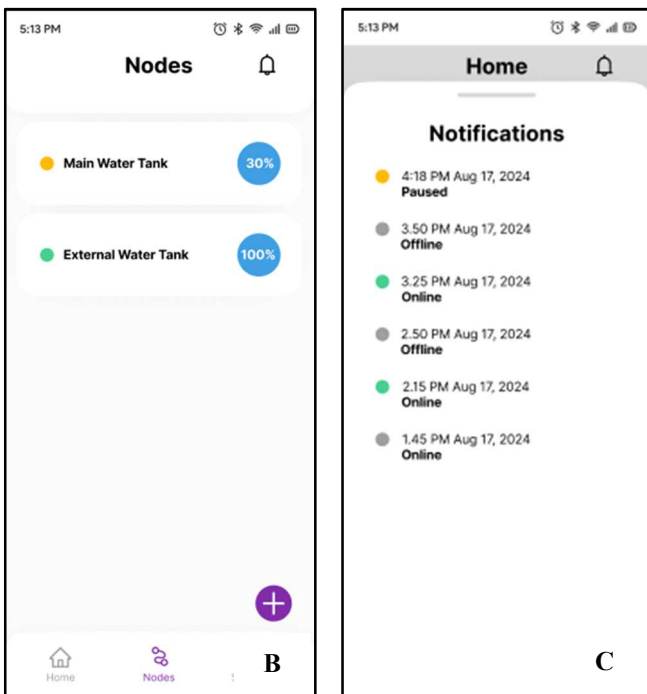 5:13 PM
Nodes
Main Water Tank
30%
External Water Tank
100%
Home
Nodes
B
5:13 PM
Home
Notifications
4:18 PM Aug 17, 2024
Paused
3.50 PM Aug 17, 2024
Offline
3.25 PM Aug 17, 2024
Online
2.50 PM Aug 17, 2024
Offline
2.15 PM Aug 17, 2024
Online
1.45 PM Aug 17, 2024
Online
C